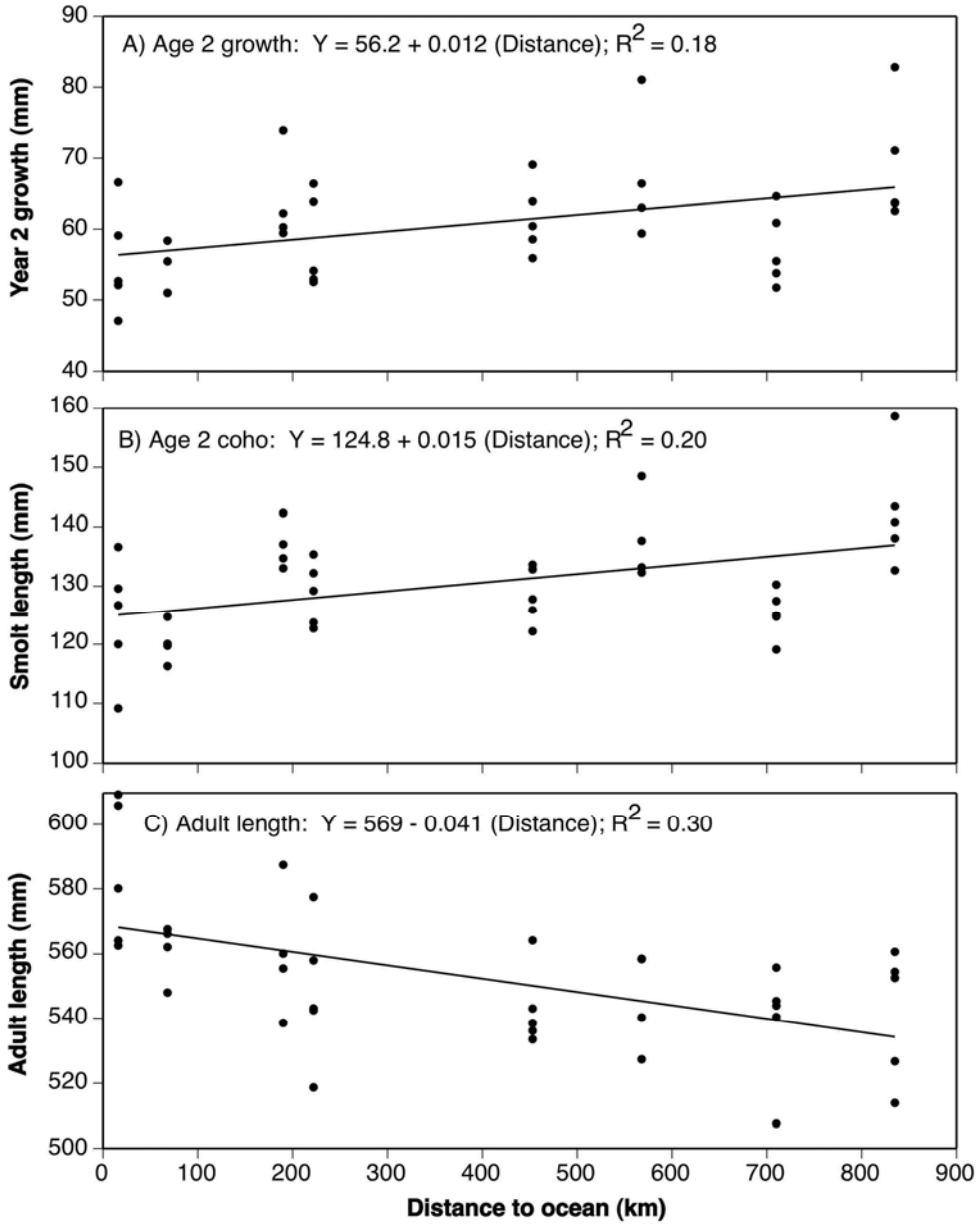 A) Age 2 growth: Y = 56.2 + 0.012 (Distance); R² = 0.18
Year 2 growth (mm)
90
80
70
60
50
40
B) Age 2 coho: Y = 124.8 + 0.015 (Distance); R² = 0.20
Smolt length (mm)
160
150
140
130
120
110
100
C) Adult length: Y = 569 - 0.041 (Distance); R² = 0.30
Adult length (mm)
600
580
560
540
520
500
0 100 200 300 400 500 600 700 800 900
Distance to ocean (km)